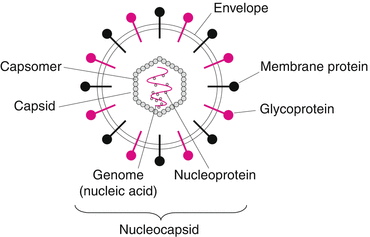 Envelope
Capsomer
Membrane protein
Capsid
Glycoprotein
Genome
(nucleic acid)
Nucleoprotein
Nucleocapsid